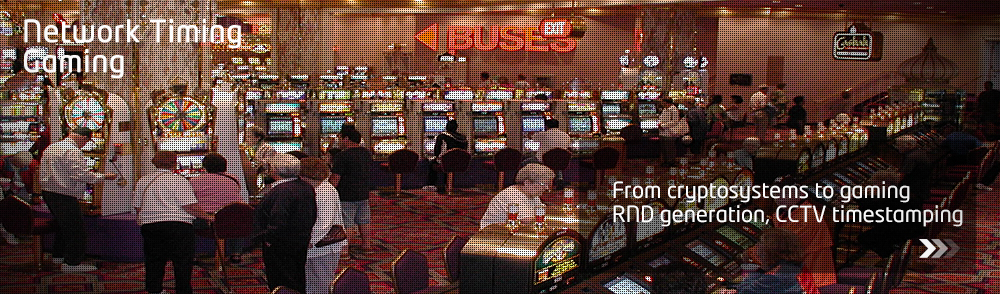 Network Timing
Gaming
BUSES
EXIT
From cryptosystems to gaming
RND generation, CCTV timestamping